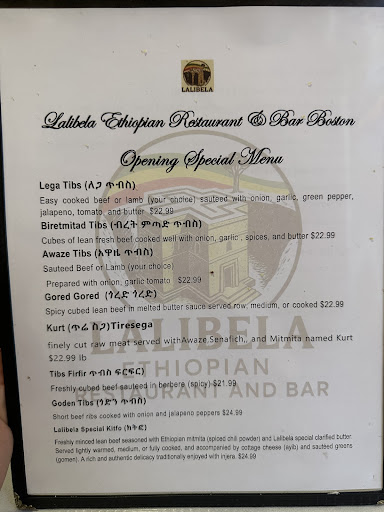 LALIBELA
Lalibela Ethiopian Restaurant & Bar Boston
Opening Special Menu
Lega Tibs (ለጋ ጥብስ)
Easy cooked beef or lamb (your choice) sauteed with onion, garlic, green pepper,
jalapeno, tomato, and butter $22.99
Biretmitad Tibs (ብረት ምጣድ ጥብስ)
Cubes of lean fresh beef cooked well with onion, garlic , spices, and butter $22.99
Awaze Tibs (አዋዜ ጥብስ)
Sauteed Beef or Lamb (your choice)
Prepared with onion, garlic tomato $22.99
Gored Gored (ጎረድ ጎረድ)
Spicy cubed lean beef in melted butter sauce served row, medium, or cooked $22.99
Kurt (ጥሬ ስጋ)Tiresega
finely cut raw meat served withAwaze,Senafich,, and Mitmita named Kurt
$22.99 lb
Tibs Firfir ጥብስ ፍርፍር)
Freshly cubed beef sauteed in berbere (spicy) $21.99
Goden Tibs (ጎድን ጥብስ)
Short beef ribs cooked with onion and jalapeno peppers $24.99
Lalibela Special Kitfo (ክትፎ)
Freshly minced lean beef seasoned with Ethiopian mitmita (spiced chili powder) and Lalibela special clarified butter.
Served lightly warmed, medium, or fully cooked, and accompanied by cottage cheese (ayib) and sautéed greens
(gomen). A rich and authentic delicacy traditionally enjoyed with injera. $24.99
LALIBELA
ETHIOPIAN
RESTAURANT AND BAR